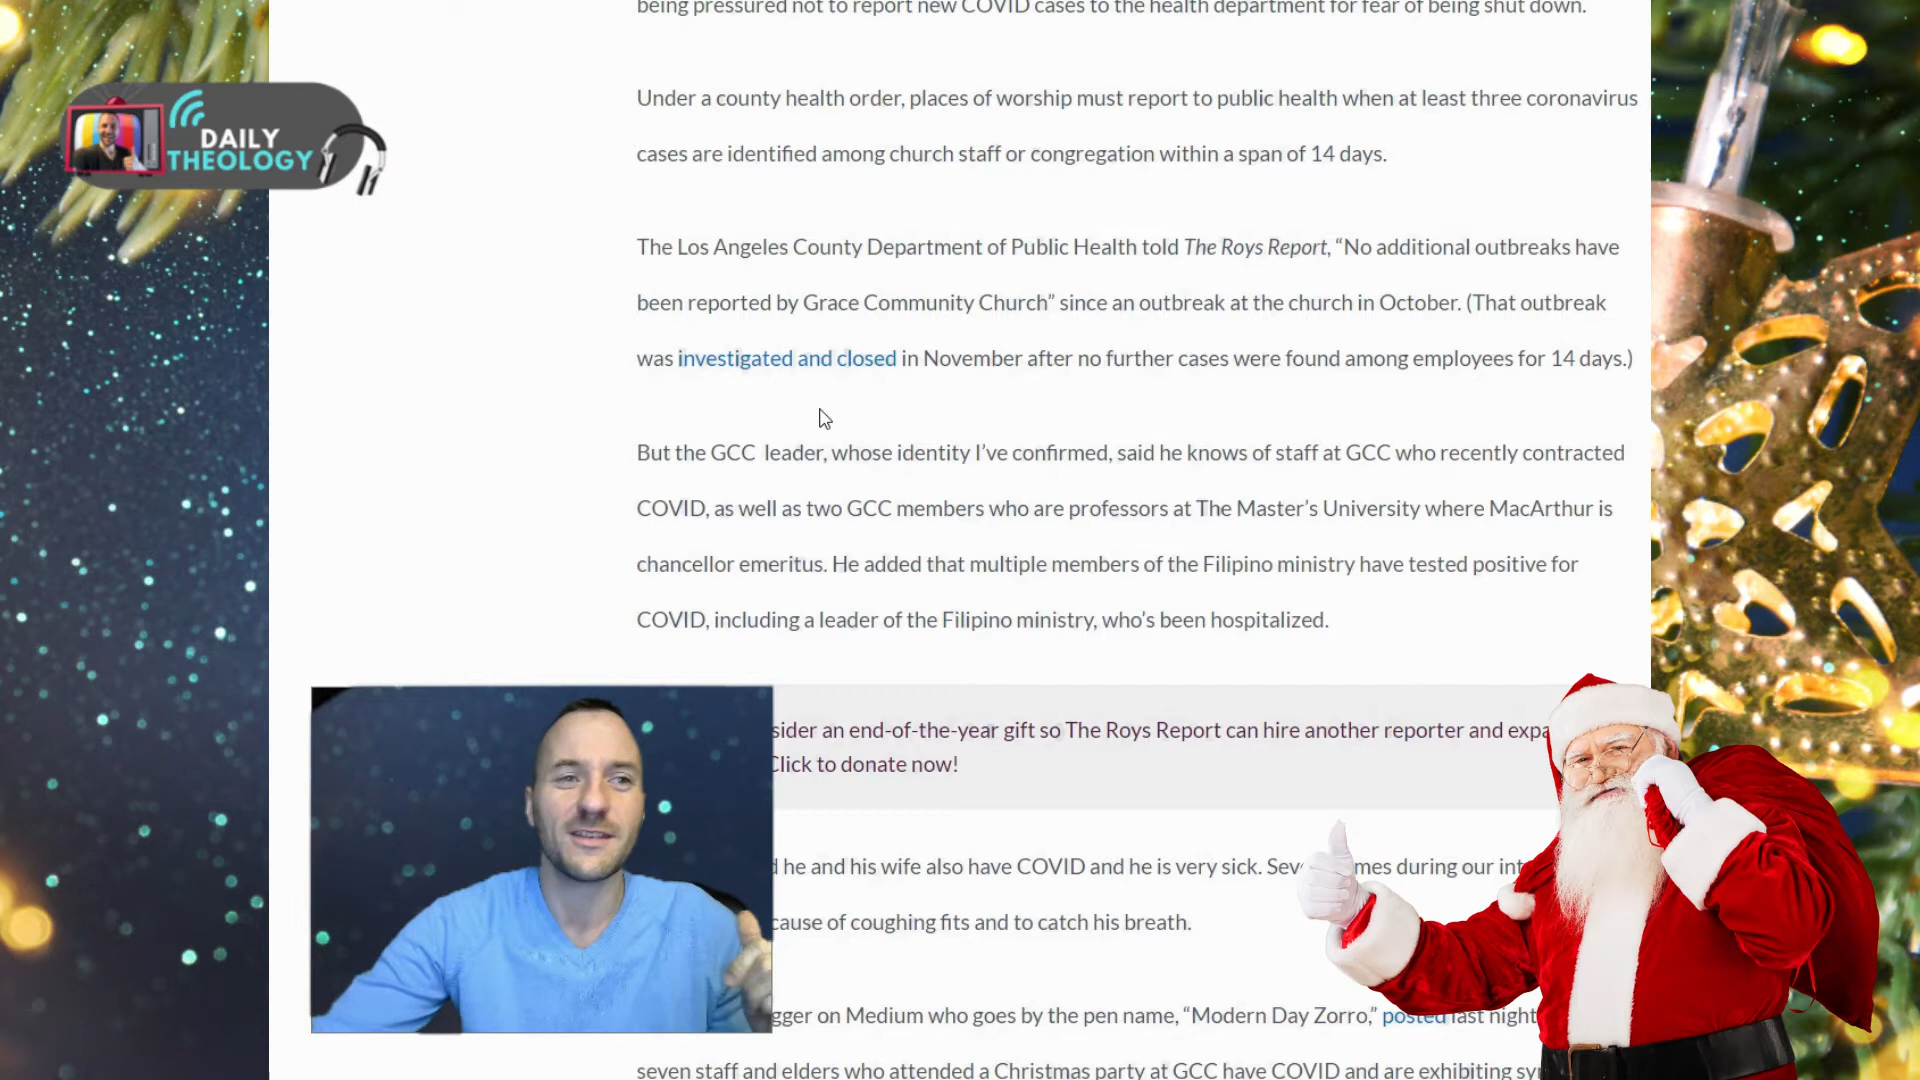 being pressured not to report new COVID cases to the health department for fear of being shut down.
DAILY
THEOLOGY
Under a county health order, places of worship must report to public health when at least three coronavirus
cases are identified among church staff or congregation within a span of 14 days.
The Los Angeles County Department of Public Health told The Roys Report, “No additional outbreaks have
been reported by Grace Community Church” since an outbreak at the church in October. (That outbreak
was investigated and closed in November after no further cases were found among employees for 14 days.)
But the GCC leader, whose identity I’ve confirmed, said he knows of staff at GCC who recently contracted
COVID, as well as two GCC members who are professors at The Master’s University where MacArthur is
chancellor emeritus. He added that multiple members of the Filipino ministry have tested positive for
COVID, including a leader of the Filipino ministry, who’s been hospitalized.
an end-of-the-year gift so The Roys Report can hire another reporter and
Click to donate now!
he and his wife also have COVID and he is very sick. during our
of coughing fits and to catch his breath.
on Medium who goes by the pen name, “Modern Day Zorro,” posted last night
seven staff and elders who attended a Christmas party at GCC have COVID and are exhibiting